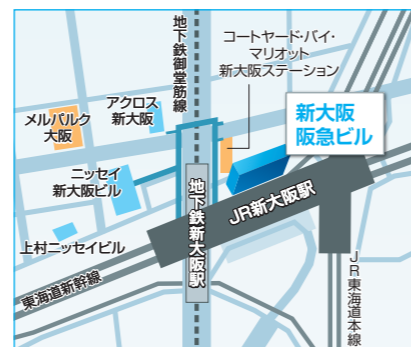 地下鉄御堂筋線
コートヤード・バイ・
マリオット
新大阪ステーション
アクロス
新大阪
メルパルク
大阪
新大阪
阪急ビル
ニッセイ
新大阪ビル
地下鉄新大阪駅
JR新大阪駅
上村ニッセイビル
東海道新幹線
JR東海道本線